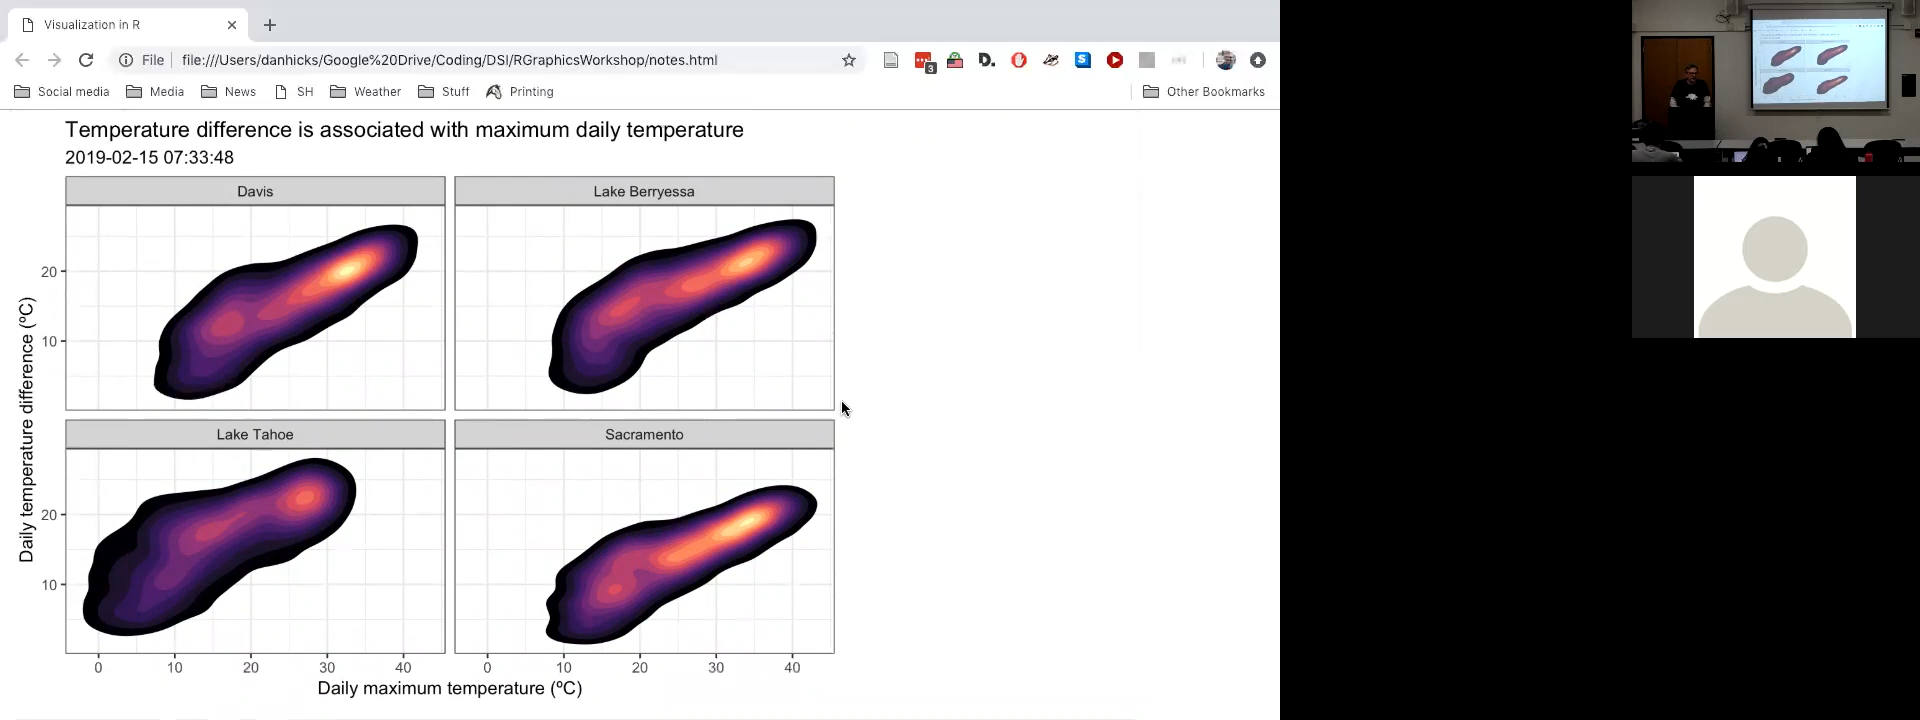 Visualization in R
File
file:///Users/danhicks/Google%20Drive/Coding/DSI/RGraphicsWorkshop/notes.html
3
D.
S
Social media
Media
News
SH
Weather
Stuff
Printing
Other Bookmarks
Temperature difference is associated with maximum daily temperature
2019-02-15 07:33:48
Davis
Lake Berryessa
20
10
Daily temperature difference (ºC)
Lake Tahoe
Sacramento
20
10
0 10 20 30 40 0 10 20 30 40
Daily maximum temperature (ºC)